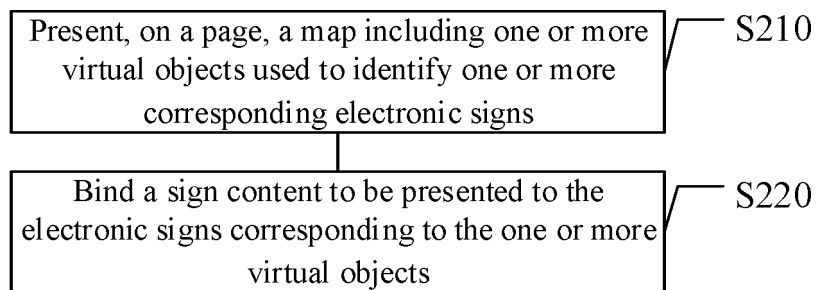 Present, on a page, a map including one or more
virtual objects used to identify one or more
corresponding electronic signs
S210
Bind a sign content to be presented to the
electronic signs corresponding to the one or more
virtual objects
S220